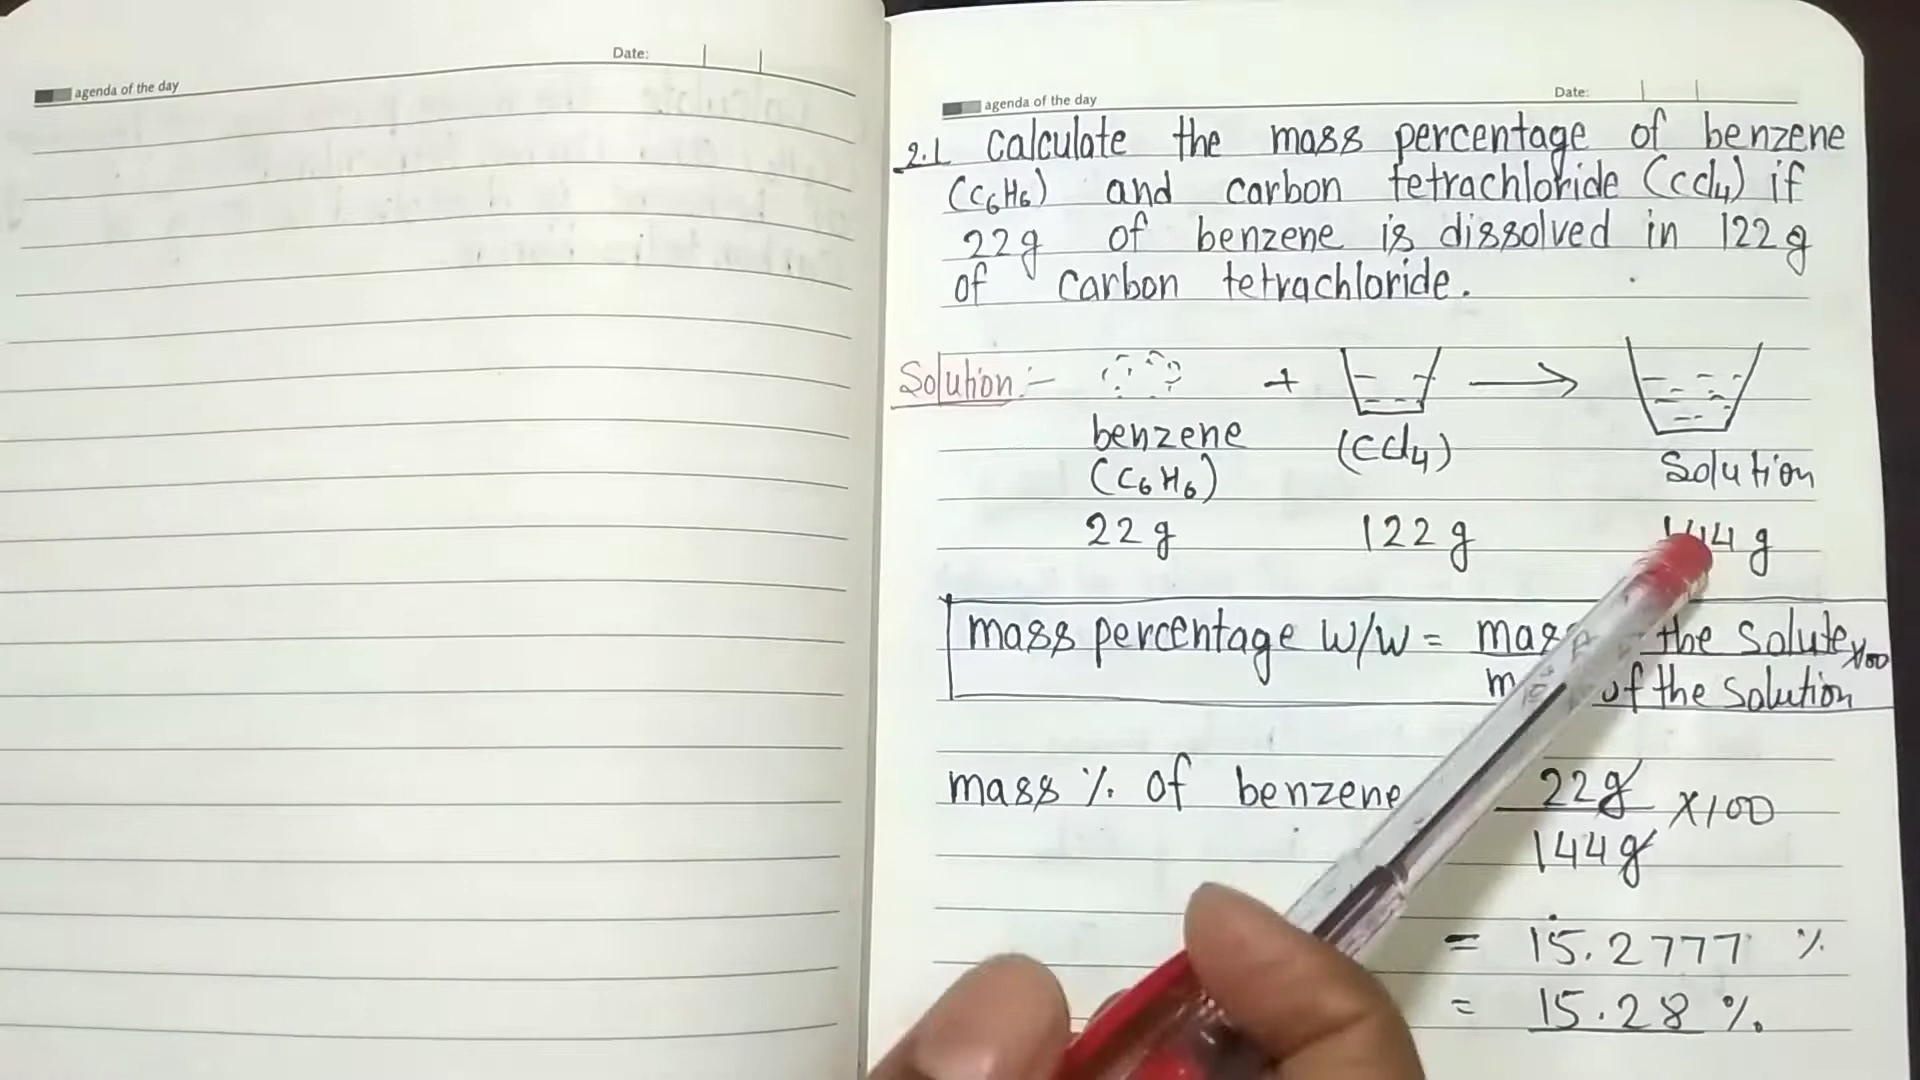 Date:
agenda of the day
Date:
agenda of the day
2.1 Calculate the mass percentage of benzene
(C6H6) and carbon tetrachloride (CCl4) if
22g of benzene is dissolved in 122g
of carbon tetrachloride.
Solution :-
+
benzene (CCl4)
(C6H6) Solution
22g 122g 144g
mass percentage W/W = the solute x100
of the solution
mass % of benzene 22g x100
144g
= 15.2777 %
= 15.28 %